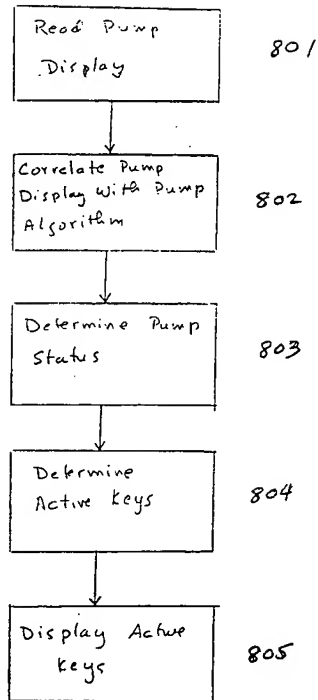 Read Pump
Display
801
Correlate Pump
Display With Pump
Algorithm
802
Determine Pump
Status
803
Determine
Active Keys
804
Display Active
Keys
805